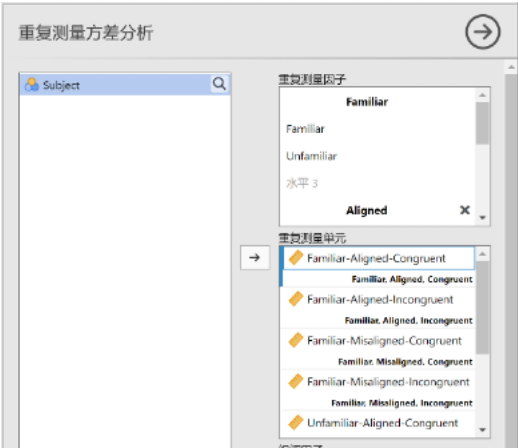 重复测量方差分析
Subject
重复测量因子
Familiar
Familiar
Unfamiliar
水平 3
Aligned
重复测量单元
Familiar-Aligned-Congruent
Familiar, Aligned, Congruent
Familiar-Aligned-Incongruent
Familiar, Aligned, Incongruent
Familiar-Misaligned-Congruent
Familiar, Misaligned, Congruent
Familiar-Misaligned-Incongruent
Familiar, Misaligned, Incongruent
Unfamiliar-Aligned-Congruent